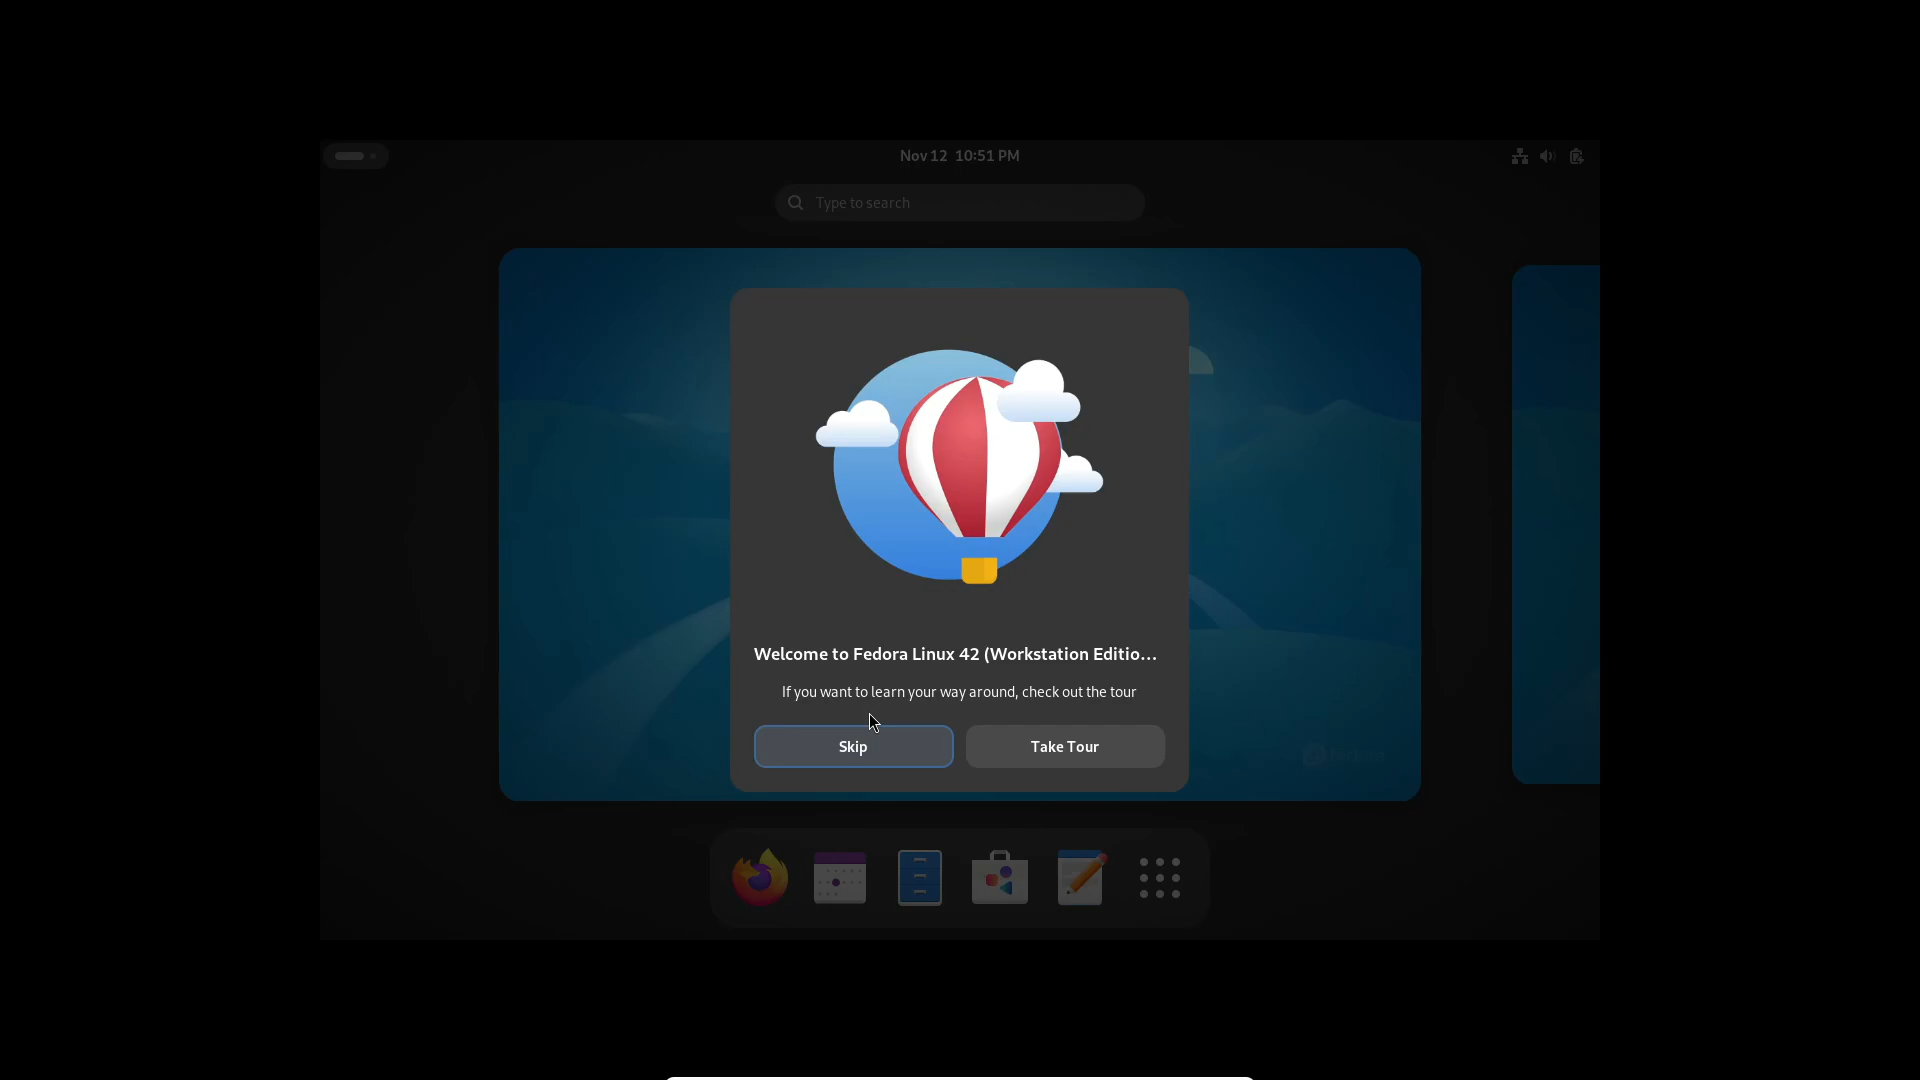 Nov 12 10:51 PM
Type to search
Welcome to Fedora Linux 42 (Workstation Editio...
If you want to learn your way around, check out the tour
Skip
Take Tour